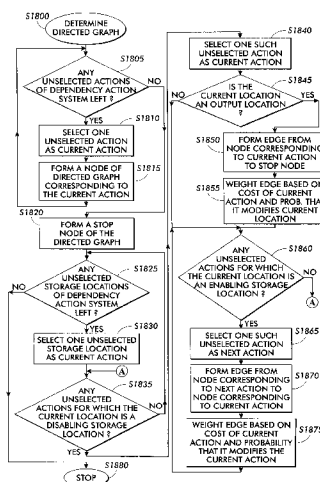 S1800
DETERMINE
DIRECTED GRAPH
S1805
ANY
UNSELECTED ACTIONS
OF DEPENDENCY ACTION
SYSTEM LEFT ?
NO
YES
S1810
SELECT ONE
UNSELECTED ACTION
AS CURRENT ACTION
S1815
FORM A NODE OF
DIRECTED GRAPH
CORRESPONDING TO
THE CURRENT ACTION
S1820
FORM A STOP
NODE OF THE
DIRECTED GRAPH
S1825
ANY
UNSELECTED
STORAGE LOCATIONS
OF DEPENDENCY
ACTION SYSTEM
LEFT ?
NO
YES
S1830
SELECT ONE UNSELECTED
STORAGE LOCATION
AS CURRENT ACTION
A
S1835
ANY
UNSELECTED
ACTIONS FOR WHICH THE
CURRENT LOCATION IS A
DISABLING STORAGE
LOCATION ?
NO
YES
STOP
S1880
S1840
SELECT ONE SUCH
UNSELECTED ACTION
AS CURRENT ACTION
S1845
IS THE
CURRENT LOCATION
AN OUTPUT LOCATION
?
NO
YES
S1850
FORM EDGE FROM
NODE CORRESPONDING
TO CURRENT ACTION
TO STOP NODE
S1855
WEIGHT EDGE BASED ON
COST OF CURRENT
ACTION AND PROB. THAT
IT MODIFIES CURRENT
LOCATION
S1860
ANY
UNSELECTED
ACTIONS FOR WHICH
THE CURRENT LOCATION IS
AN ENABLING STORAGE
LOCATION ?
NO
A
YES
S1865
SELECT ONE SUCH
UNSELECTED ACTION
AS NEXT ACTION
S1870
FORM EDGE FROM
NODE CORRESPONDING
TO NEXT ACTION TO
NODE CORRESPONDING
TO CURRENT ACTION
S1875
WEIGHT EDGE BASED ON
COST OF CURRENT
ACTION AND PROBABILITY
THAT IT MODIFIES THE
CURRENT ACTION